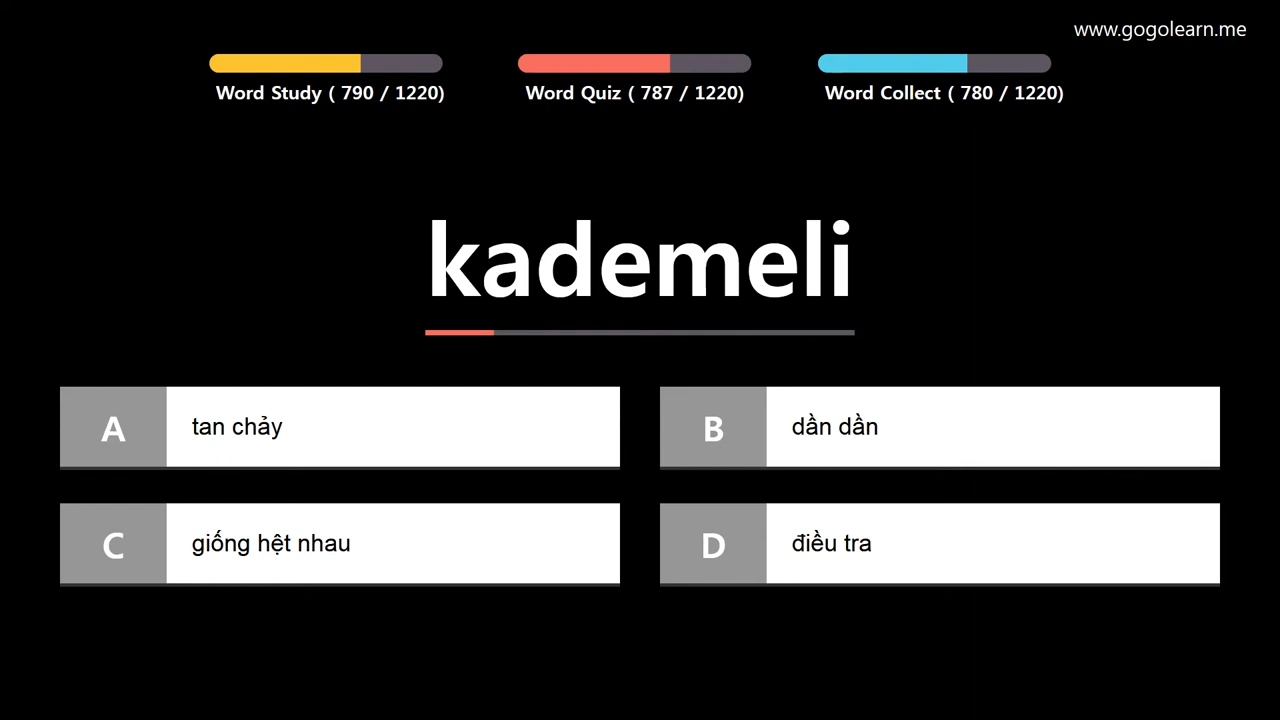 www.gogolearn.me
Word Study ( 790 / 1220)
Word Quiz ( 787 / 1220)
Word Collect ( 780 / 1220)
kademeli
A tan chảy
B dần dần
C giống hệt nhau
D điều tra